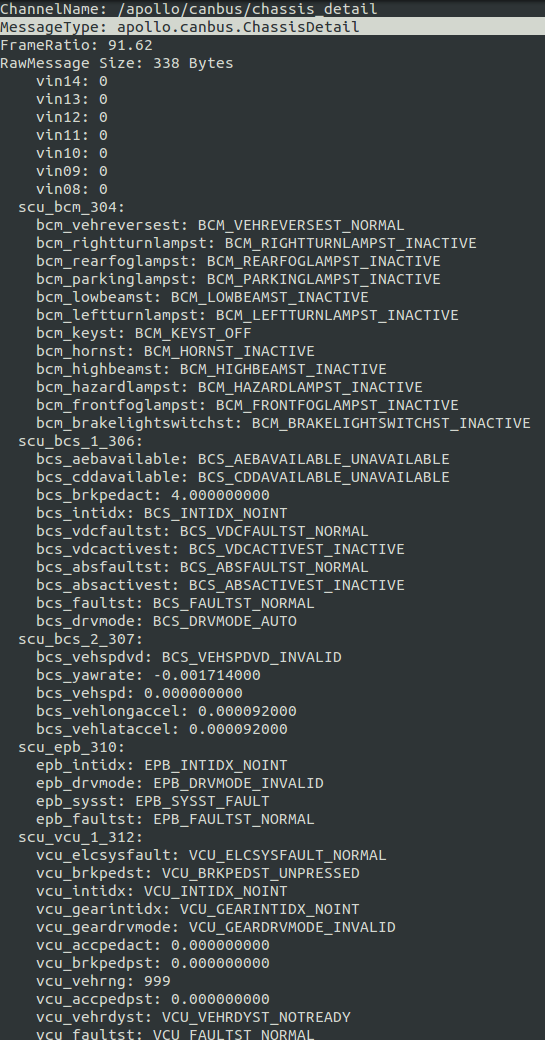 ChannelName: /apollo/canbus/chassis_detail
MessageType: apollo.canbus.ChassisDetail
FrameRatio: 91.62
RawMessage Size: 338 Bytes
vin14: 0
vin13: 0
vin12: 0
vin11: 0
vin10: 0
vin09: 0
vin08: 0
scu_bcm_304:
bcm_vehreversest: BCM_VEHREVERSEST_NORMAL
bcm_rightturnlampst: BCM_RIGHTTURNLAMPST_INACTIVE
bcm_rearfoglampst: BCM_REARFOGLAMPST_INACTIVE
bcm_parkinglampst: BCM_PARKINGLAMPST_INACTIVE
bcm_lowbeamst: BCM_LOWBEAMST_INACTIVE
bcm_leftturnlampst: BCM_LEFTTURNLAMPST_INACTIVE
bcm_keyst: BCM_KEYST_OFF
bcm_hornst: BCM_HORNST_INACTIVE
bcm_highbeamst: BCM_HIGHBEAMST_INACTIVE
bcm_hazardlampst: BCM_HAZARDLAMPST_INACTIVE
bcm_frontfoglampst: BCM_FRONTFOGLAMPST_INACTIVE
bcm_brakelightswitchst: BCM_BRAKELIGHTSWITCHST_INACTIVE
scu_bcs_1_306:
bcs_aebavailable: BCS_AEBAVAILABLE_UNAVAILABLE
bcs_cddavailable: BCS_CDDAVAILABLE_UNAVAILABLE
bcs_brkpedact: 4.000000000
bcs_intidx: BCS_INTIDX_NOINT
bcs_vdcfaultst: BCS_VDCFAULTST_NORMAL
bcs_vdcactivest: BCS_VDCACTIVEST_INACTIVE
bcs_absfaultst: BCS_ABSFAULTST_NORMAL
bcs_absactivest: BCS_ABSACTIVEST_INACTIVE
bcs_faultst: BCS_FAULTST_NORMAL
bcs_drvmode: BCS_DRVMODE_AUTO
scu_bcs_2_307:
bcs_vehspdvd: BCS_VEHSPDVD_INVALID
bcs_yawrate: -0.001714000
bcs_vehspd: 0.000000000
bcs_vehlongaccel: 0.000092000
bcs_vehlataccel: 0.000092000
scu_epb_310:
epb_intidx: EPB_INTIDX_NOINT
epb_drvmode: EPB_DRVMODE_INVALID
epb_sysst: EPB_SYSST_FAULT
epb_faultst: EPB_FAULTST_NORMAL
scu_vcu_1_312:
vcu_elcsysfault: VCU_ELCSYSFAULT_NORMAL
vcu_brkpedst: VCU_BRKPEDST_UNPRESSED
vcu_intidx: VCU_INTIDX_NOINT
vcu_gearintidx: VCU_GEARINTIDX_NOINT
vcu_geardrvmode: VCU_GEARDRVMODE_INVALID
vcu_accpedact: 0.000000000
vcu_brkpedpst: 0.000000000
vcu_vehrng: 999
vcu_accpedpst: 0.000000000
vcu_vehrdyst: VCU_VEHRDYST_NOTREADY
vcu_faultst: VCU_FAULTST_NORMAL